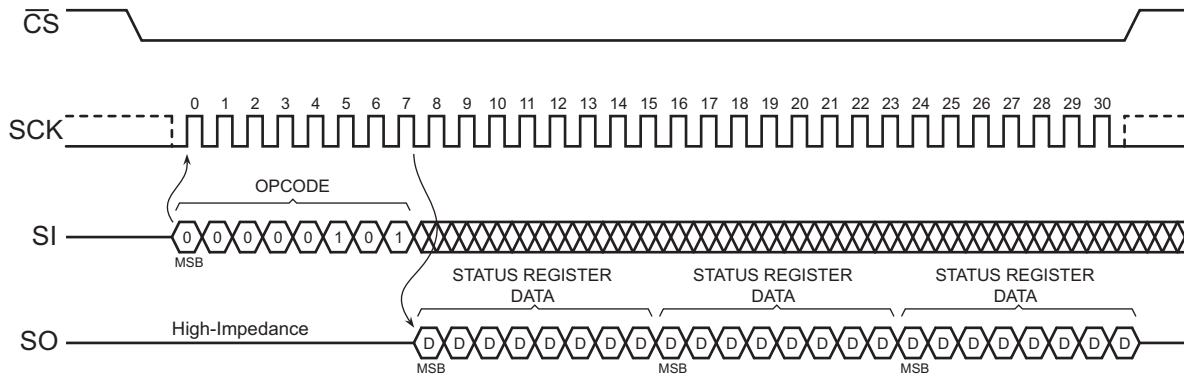 C̅S̅
0 1 2 3 4 5 6 7 8 9 10 11 12 13 14 15 16 17 18 19 20 21 22 23 24 25 26 27 28 29 30
SCK
OPCODE
SI 0 0 0 0 0 1 0 1
MSB
STATUS REGISTER STATUS REGISTER STATUS REGISTER
DATA DATA DATA
High-Impedance
SO D D D D D D D D D D D D D D D D D D D D D D D D
MSB MSB MSB